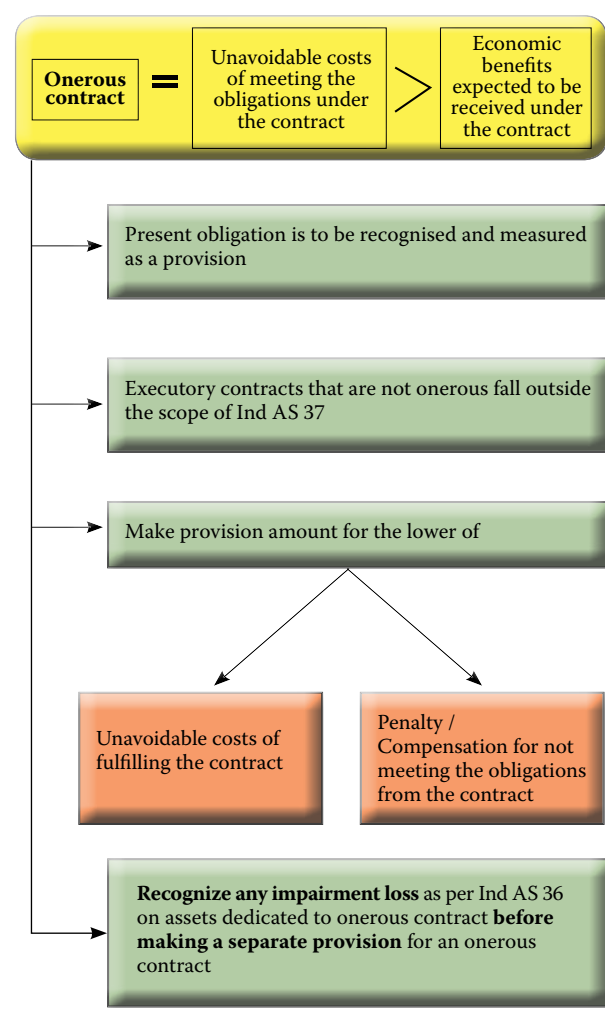 Onerous
contract
=
Unavoidable costs
of meeting the
obligations under
the contract
>
Economic
benefits
expected to be
received under
the contract
Present obligation is to be recognised and measured
as a provision
Executory contracts that are not onerous fall outside
the scope of Ind AS 37
Make provision amount for the lower of
Unavoidable costs of
fulfilling the contract
Penalty /
Compensation for not
meeting the obligations
from the contract
Recognize any impairment loss as per Ind AS 36
on assets dedicated to onerous contract before
making a separate provision for an onerous
contract